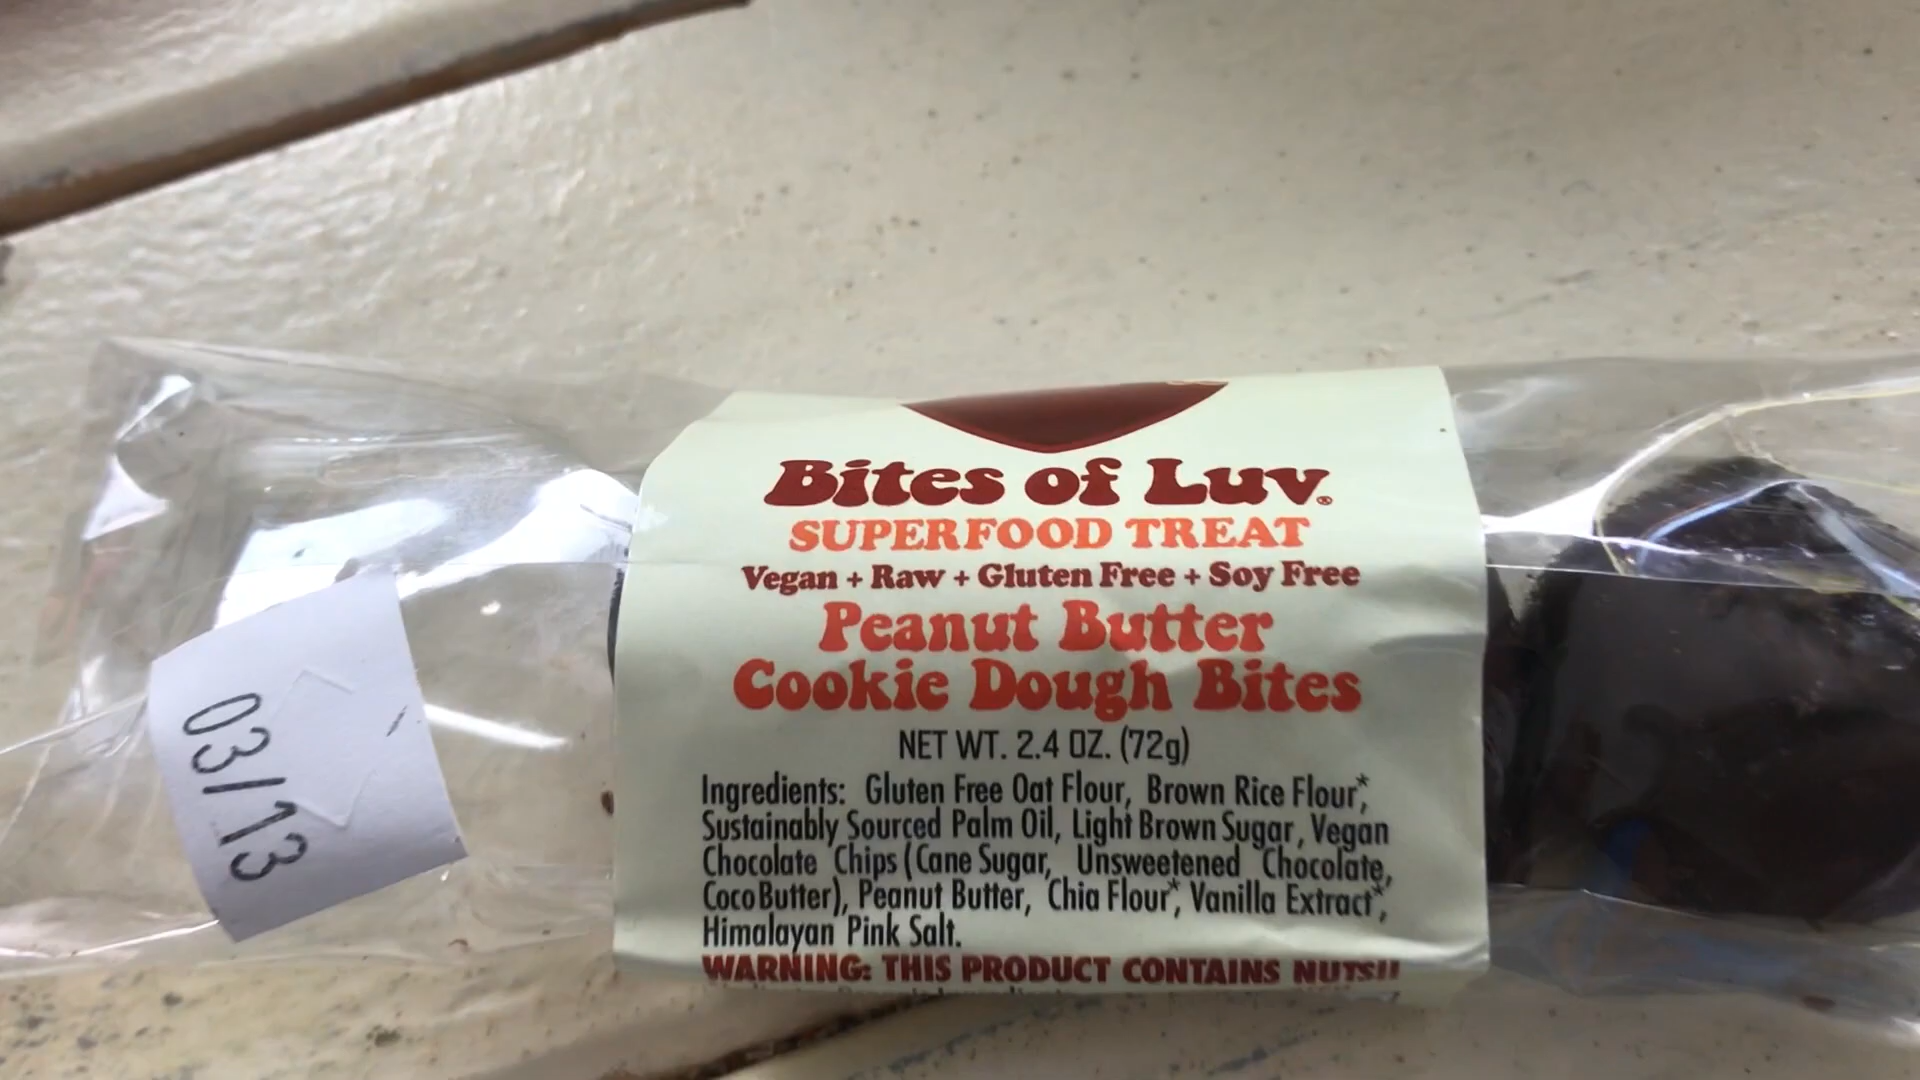 Bites of Luv®
SUPERFOOD TREAT
Vegan + Raw + Gluten Free + Soy Free
Peanut Butter
Cookie Dough Bites
NET WT. 2.4 OZ. (72g)
Ingredients: Gluten Free Oat Flour, Brown Rice Flour*,
Sustainably Sourced Palm Oil, Light Brown Sugar, Vegan
Chocolate Chips (Cane Sugar, Unsweetened Chocolate,
Coco Butter), Peanut Butter, Chia Flour*, Vanilla Extract*,
Himalayan Pink Salt.
WARNING: THIS PRODUCT CONTAINS NUTS!!
03/13